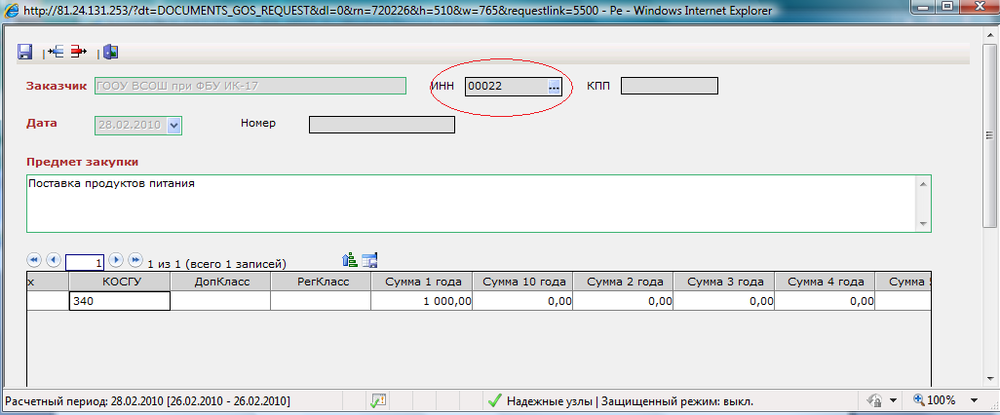 http://81.24.131.253/?dt=DOCUMENTS_GOS_REQUEST&dl=0&rn=720226&h=510&w=765&requestlink=5500 - Pe - Windows Internet Explorer
Заказчик ГООУ ВСОШ при ФБУ ИК-17 ИНН 00022 ... КПП
Дата 28.02.2010 Номер
Предмет закупки
Поставка продуктов питания
1 1 из 1 (всего 1 записей)
х КОСГУ ДопКласс РегКласс Сумма 1 года Сумма 10 года Сумма 2 года Сумма 3 года Сумма 4 года Сумма
340 1 000,00 0,00 0,00 0,00 0,00
Расчетный период: 28.02.2010 [26.02.2010 - 26.02.2010] Надежные узлы | Защищенный режим: выкл. 100%